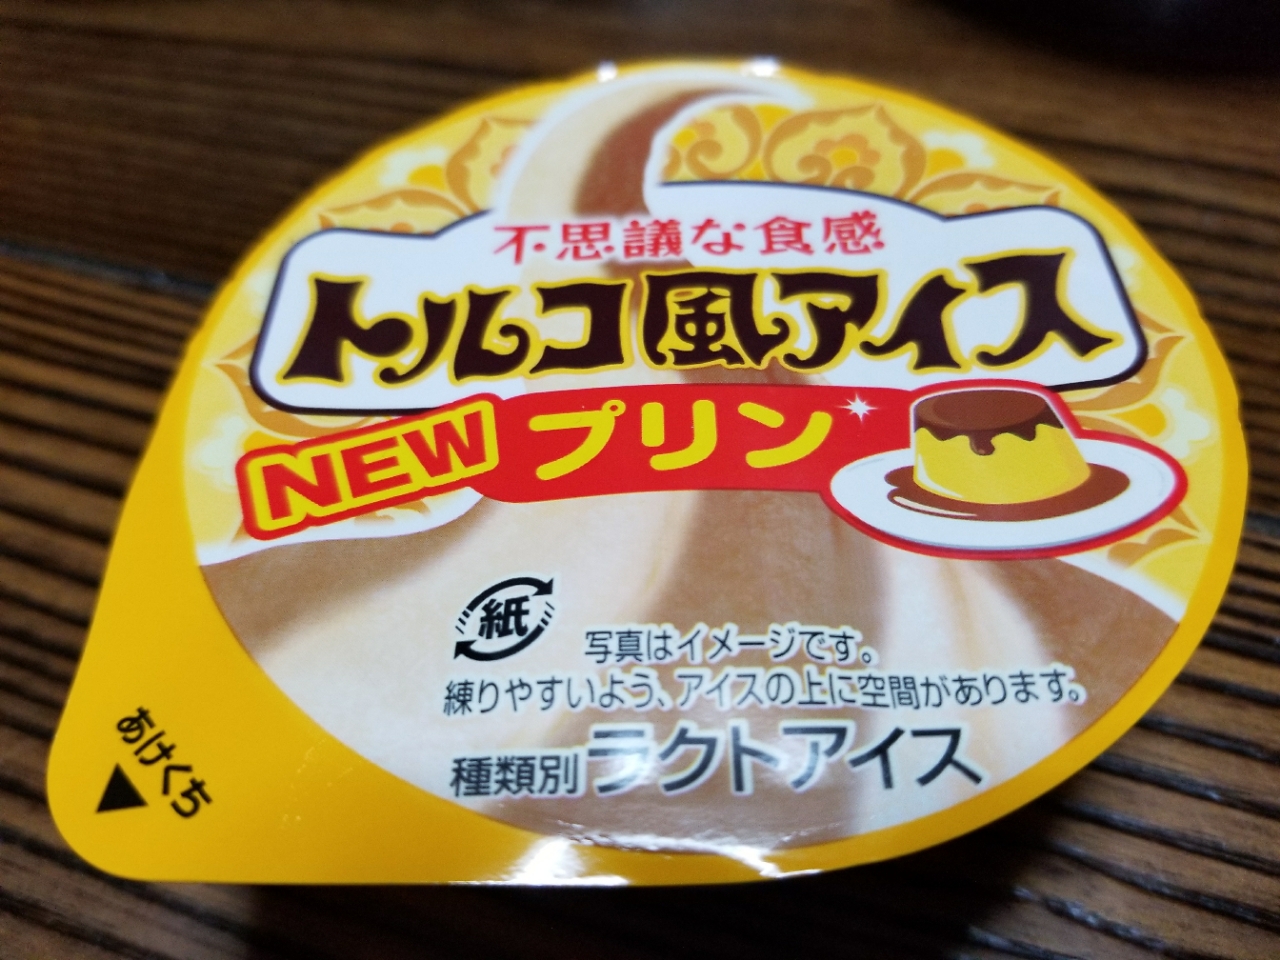 不思議な食感
トルコ風アイス
NEW プリン
紙
写真はイメージです。
練りやすいよう、アイスの上に空間があります。
種類別ラクトアイス
あけくち